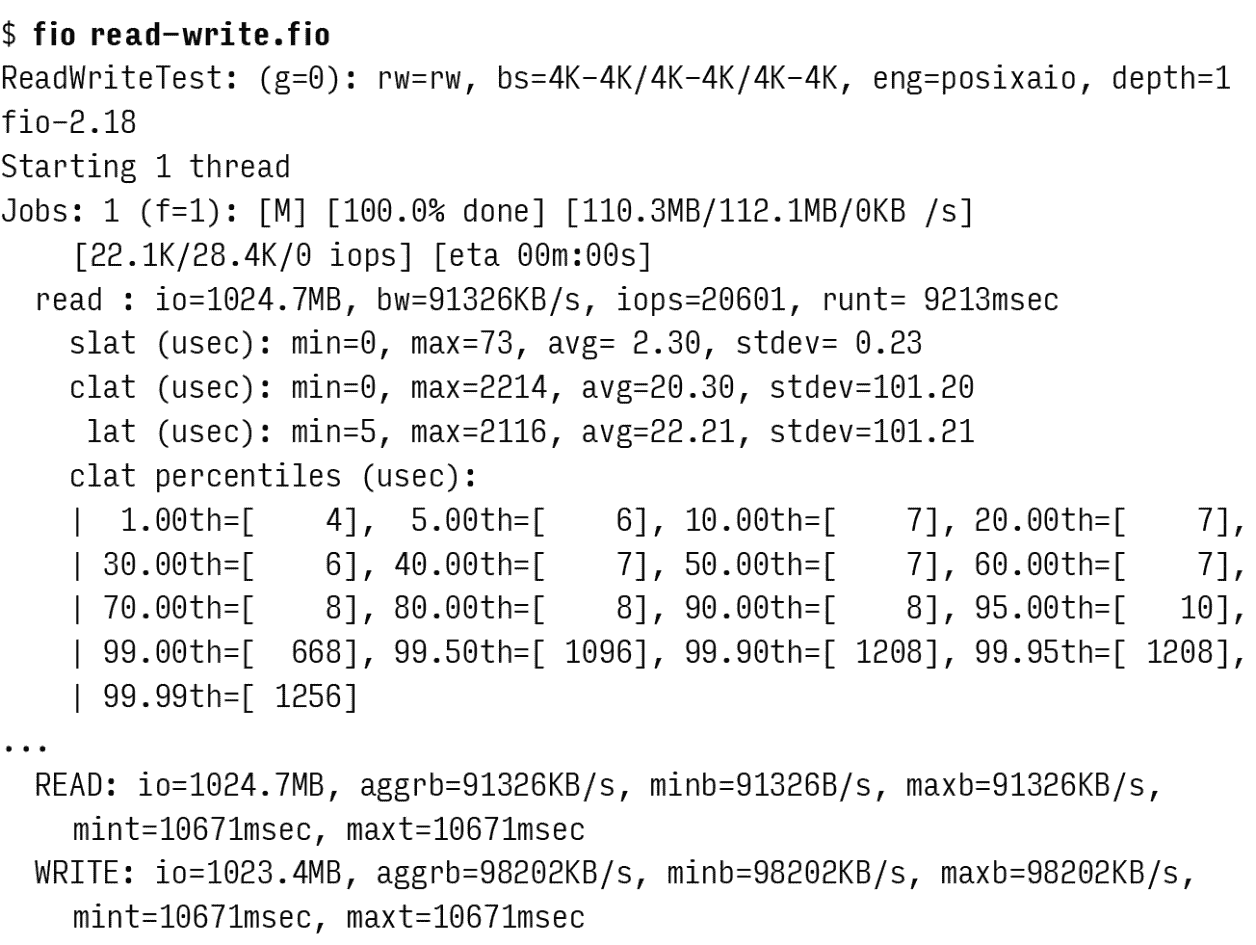 $ fio read-write.fio
ReadWriteTest: (g=0): rw=rw, bs=4K-4K/4K-4K/4K-4K, eng=posixaio, depth=1
fio-2.18
Starting 1 thread
Jobs: 1 (f=1): [M] [100.0% done] [110.3MB/112.1MB/0KB /s]
    [22.1K/28.4K/0 iops] [eta 00m:00s]
  read : io=1024.7MB, bw=91326KB/s, iops=20601, runt= 9213msec
    slat (usec): min=0, max=73, avg= 2.30, stdev= 0.23
    clat (usec): min=0, max=2214, avg=20.30, stdev=101.20
     lat (usec): min=5, max=2116, avg=22.21, stdev=101.21
    clat percentiles (usec):
    |  1.00th=[    4],  5.00th=[    6], 10.00th=[    7], 20.00th=[    7],
    | 30.00th=[    6], 40.00th=[    7], 50.00th=[    7], 60.00th=[    7],
    | 70.00th=[    8], 80.00th=[    8], 90.00th=[    8], 95.00th=[   10],
    | 99.00th=[  668], 99.50th=[ 1096], 99.90th=[ 1208], 99.95th=[ 1208],
    | 99.99th=[ 1256]
...
  READ: io=1024.7MB, aggrb=91326KB/s, minb=91326B/s, maxb=91326KB/s,
    mint=10671msec, maxt=10671msec
  WRITE: io=1023.4MB, aggrb=98202KB/s, minb=98202KB/s, maxb=98202KB/s,
    mint=10671msec, maxt=10671msec